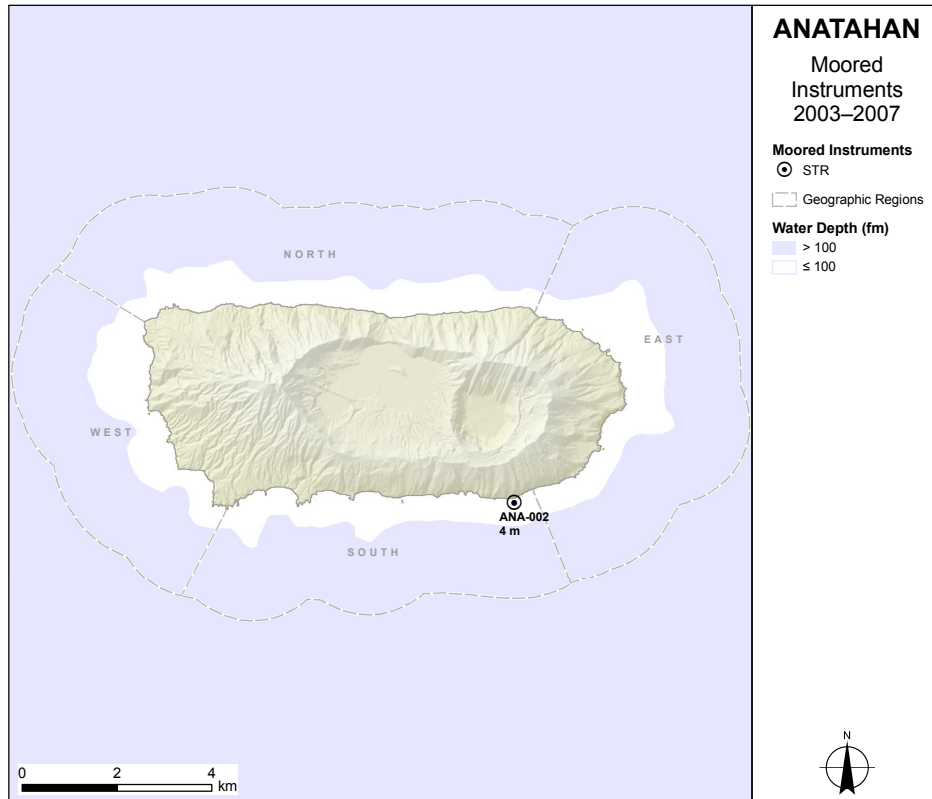 ANATAHAN
Moored
Instruments
2003–2007
Moored Instruments
STR
Geographic Regions
Water Depth (fm)
> 100
≤ 100
NORTH
EAST
WEST
ANA-002
4 m
SOUTH
0 2 4
km
N